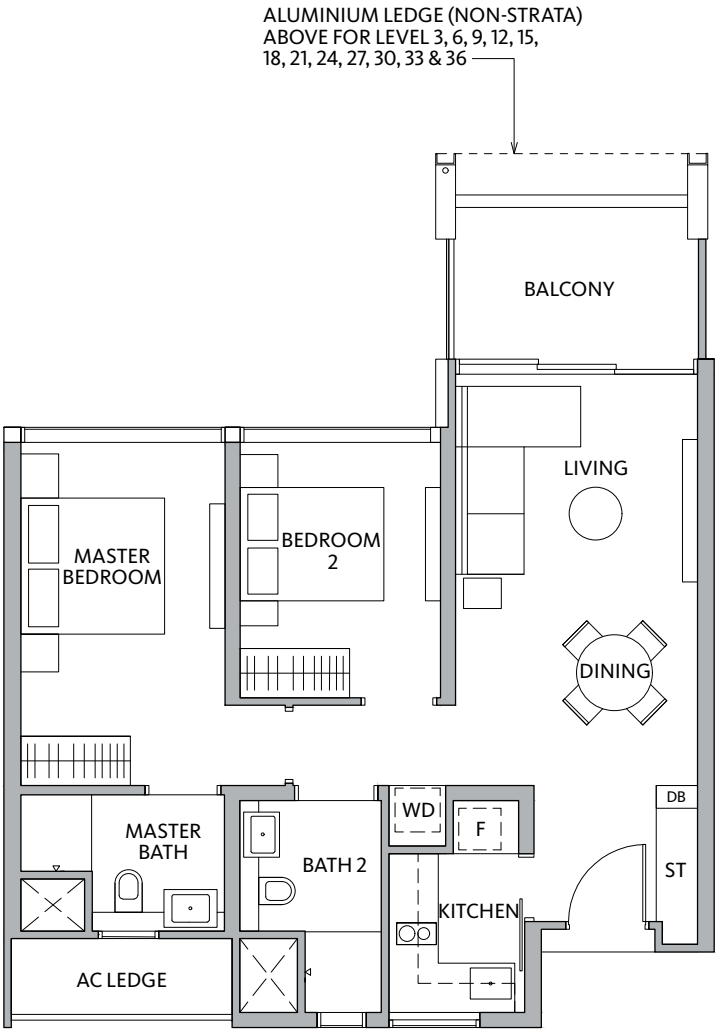 ALUMINIUM LEDGE (NON-STRATA)
ABOVE FOR LEVEL 3, 6, 9, 12, 15,
18, 21, 24, 27, 30, 33 & 36
BALCONY
LIVING
MASTER
BEDROOM
BEDROOM
2
DINING
DB
WD
F
MASTER
BATH
BATH 2
ST
KITCHEN
AC LEDGE